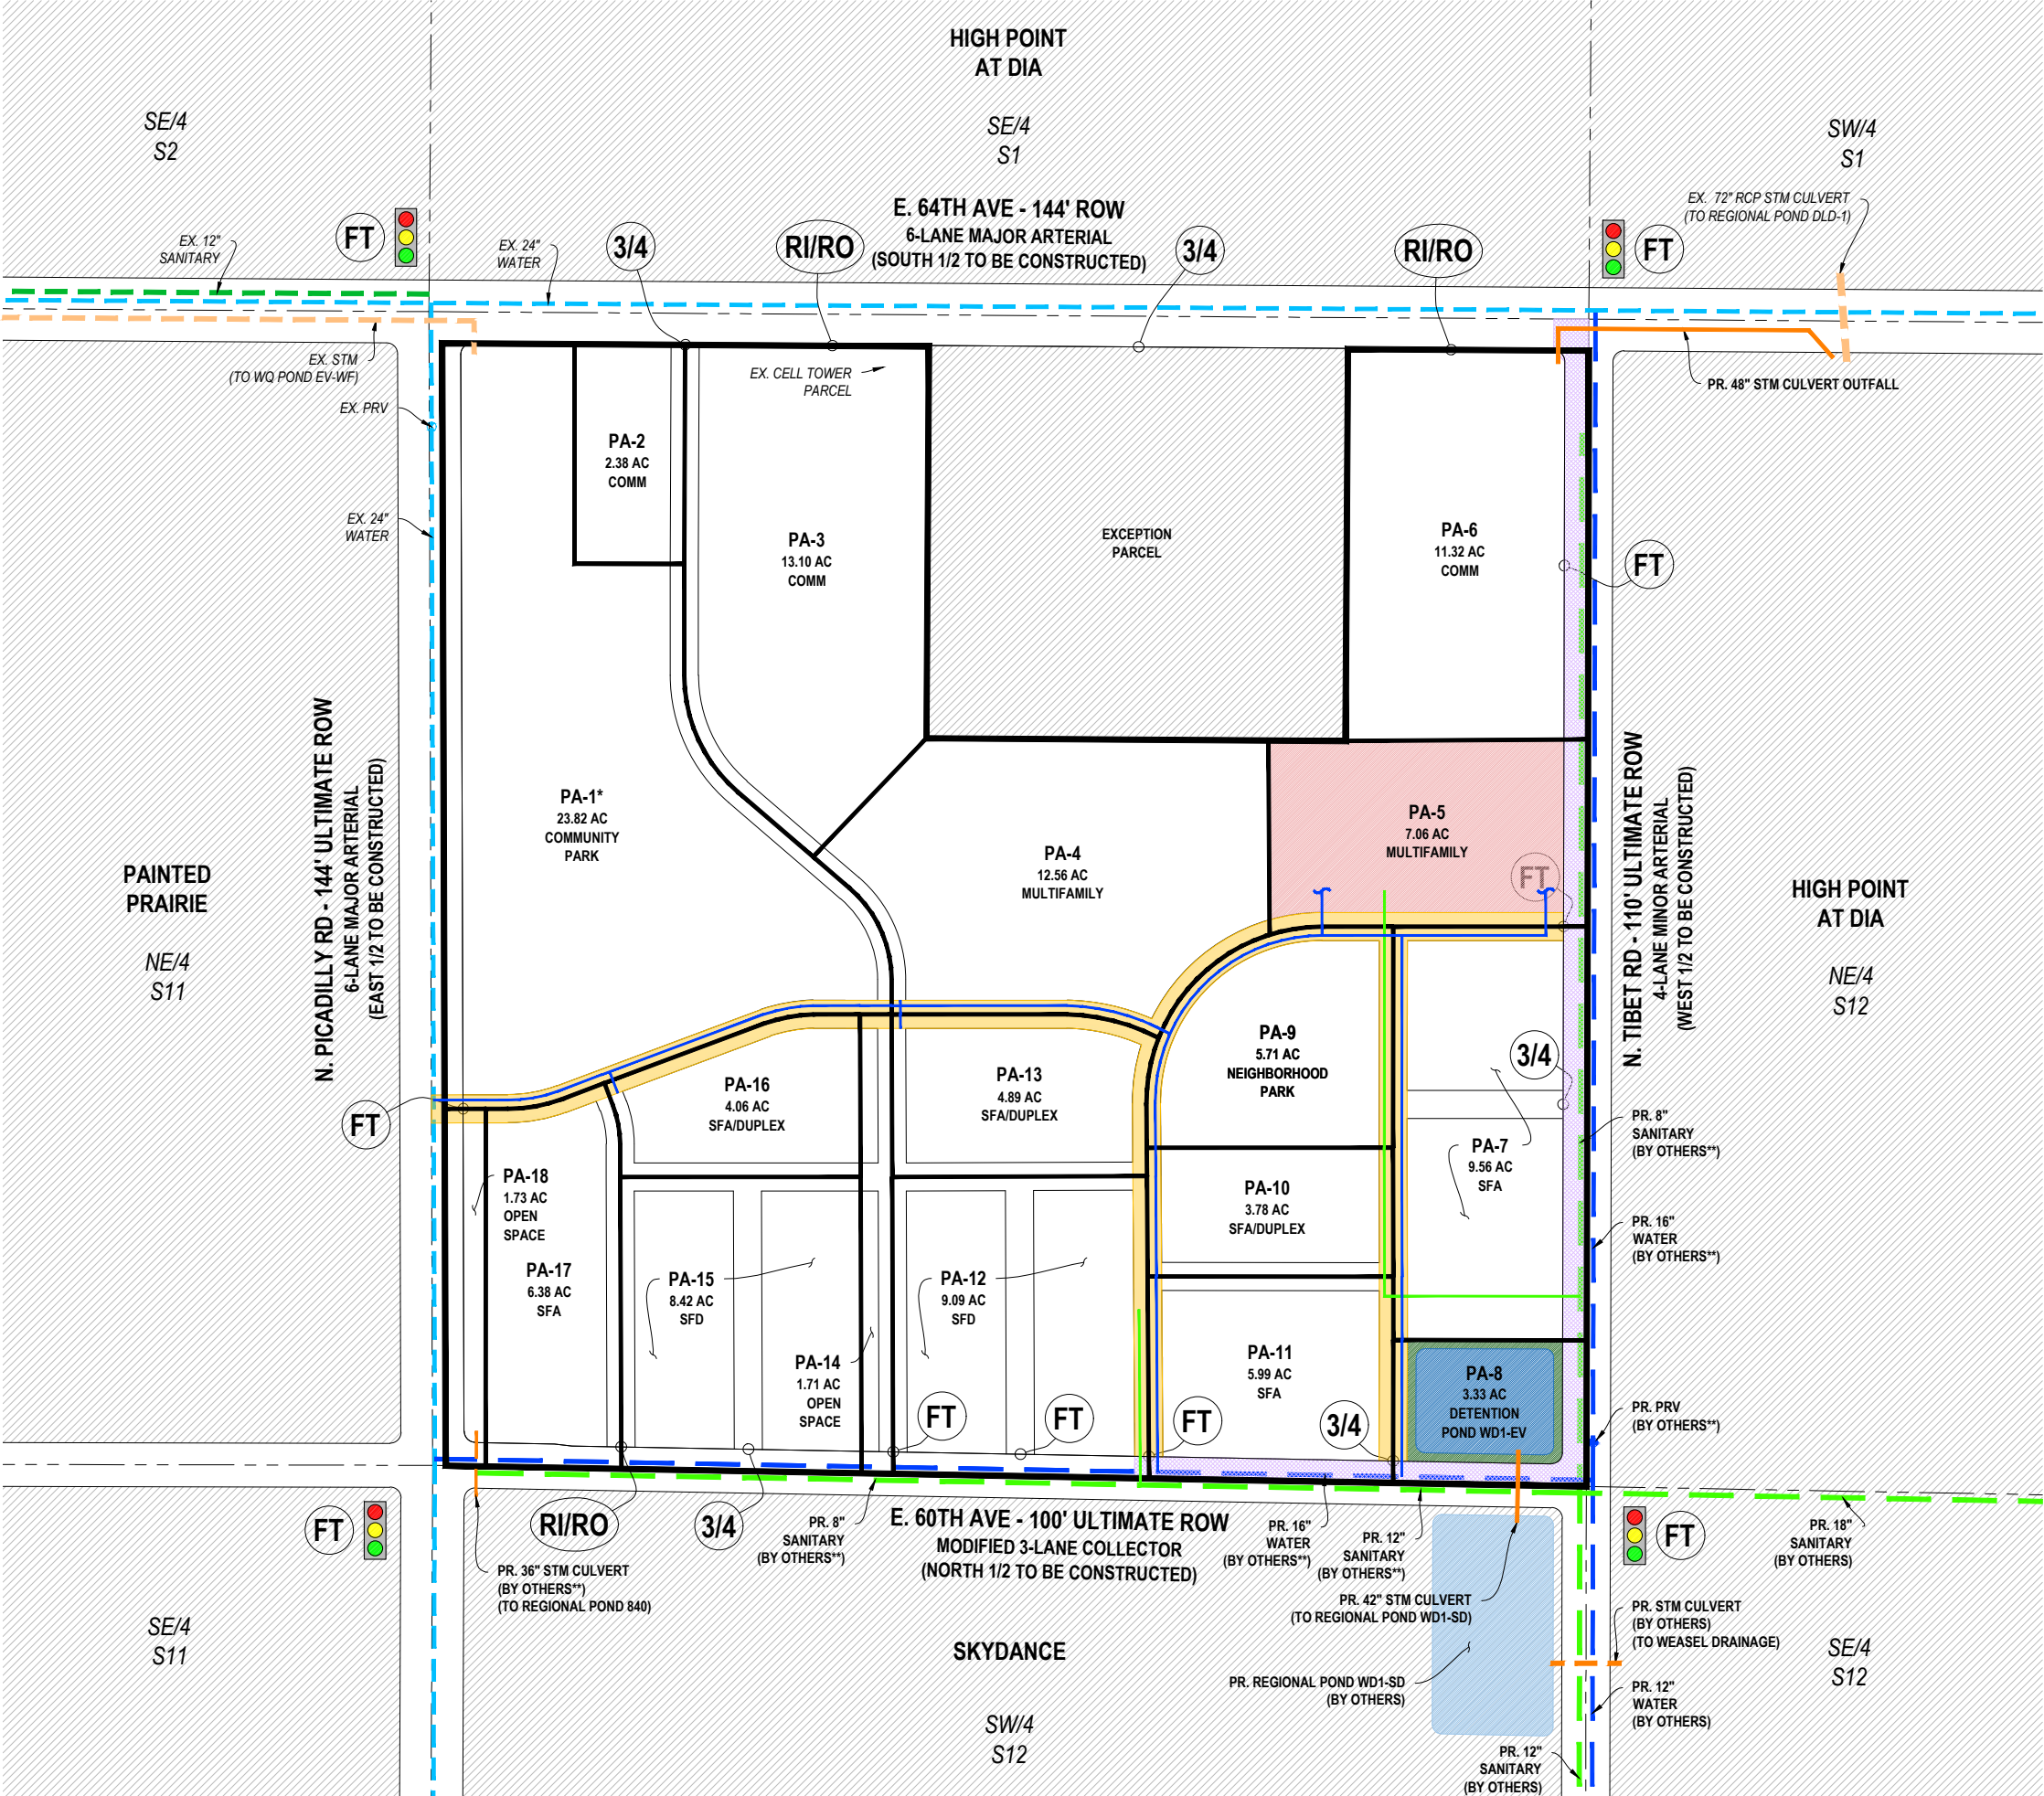 HIGH POINT
AT DIA
SE/4
S2
SE/4
S1
SW/4
S1
EX. 72" RCP STM CULVERT
(TO REGIONAL POND DLD-1)
E. 64TH AVE - 144' ROW
6-LANE MAJOR ARTERIAL
(SOUTH 1/2 TO BE CONSTRUCTED)
EX. 12"
SANITARY
FT
EX. 24"
WATER
3/4
RI/RO
3/4
RI/RO
FT
EX. STM
(TO WQ POND EV-WF)
EX. CELL TOWER
PARCEL
PR. 48" STM CULVERT OUTFALL
EX. PRV
EX. 24"
WATER
PA-2
2.38 AC
COMM
PA-3
13.10 AC
COMM
EXCEPTION
PARCEL
PA-6
11.32 AC
COMM
FT
N. PICADILLY RD - 144' ULTIMATE ROW
6-LANE MAJOR ARTERIAL
(EAST 1/2 TO BE CONSTRUCTED)
PA-1*
23.82 AC
COMMUNITY
PARK
PA-4
12.56 AC
MULTIFAMILY
PA-5
7.06 AC
MULTIFAMILY
FT
N. TIBET RD - 110' ULTIMATE ROW
4-LANE MINOR ARTERIAL
(WEST 1/2 TO BE CONSTRUCTED)
PAINTED
PRAIRIE
NE/4
S11
HIGH POINT
AT DIA
NE/4
S12
PA-9
5.71 AC
NEIGHBORHOOD
PARK
3/4
PA-16
4.06 AC
SFA/DUPLEX
PA-13
4.89 AC
SFA/DUPLEX
FT
PR. 8"
SANITARY
(BY OTHERS**)
PA-7
9.56 AC
SFA
PA-18
1.73 AC
OPEN
SPACE
PA-10
3.78 AC
SFA/DUPLEX
PR. 16"
WATER
(BY OTHERS**)
PA-17
6.38 AC
SFA
PA-15
8.42 AC
SFD
PA-12
9.09 AC
SFD
PA-14
1.71 AC
OPEN
SPACE
PA-11
5.99 AC
SFA
PA-8
3.33 AC
DETENTION
POND WD1-EV
FT
FT
FT
3/4
PR. PRV
(BY OTHERS**)
FT
RI/RO
3/4
PR. 8"
SANITARY
(BY OTHERS**)
E. 60TH AVE - 100' ULTIMATE ROW
MODIFIED 3-LANE COLLECTOR
(NORTH 1/2 TO BE CONSTRUCTED)
PR. 16"
WATER
(BY OTHERS**)
PR. 12"
SANITARY
(BY OTHERS**)
FT
PR. 18"
SANITARY
(BY OTHERS)
PR. 36" STM CULVERT
(BY OTHERS**)
(TO REGIONAL POND 840)
PR. 42" STM CULVERT
(TO REGIONAL POND WD1-SD)
PR. STM CULVERT
(BY OTHERS)
(TO WEASEL DRAINAGE)
SE/4
S11
SKYDANCE
SE/4
S12
PR. REGIONAL POND WD1-SD
(BY OTHERS)
PR. 12"
WATER
(BY OTHERS)
SW/4
S12
PR. 12"
SANITARY
(BY OTHERS)